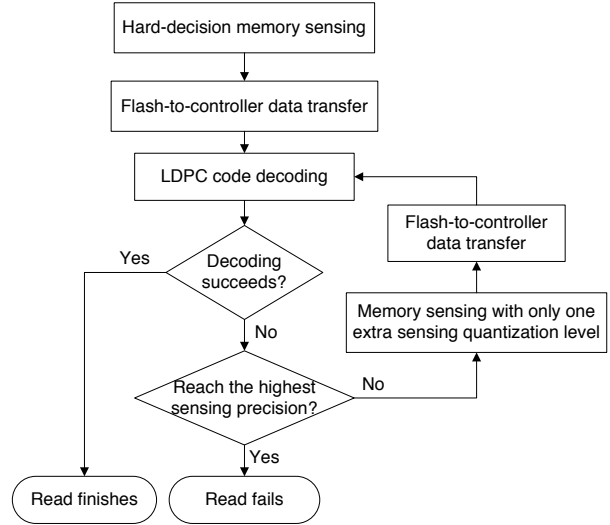 Hard-decision memory sensing
Flash-to-controller data transfer
LDPC code decoding
Flash-to-controller
data transfer
Yes
Decoding
succeeds?
Memory sensing with only one
extra sensing quantization level
No
Reach the highest
sensing precision?
No
Yes
Read finishes
Read fails